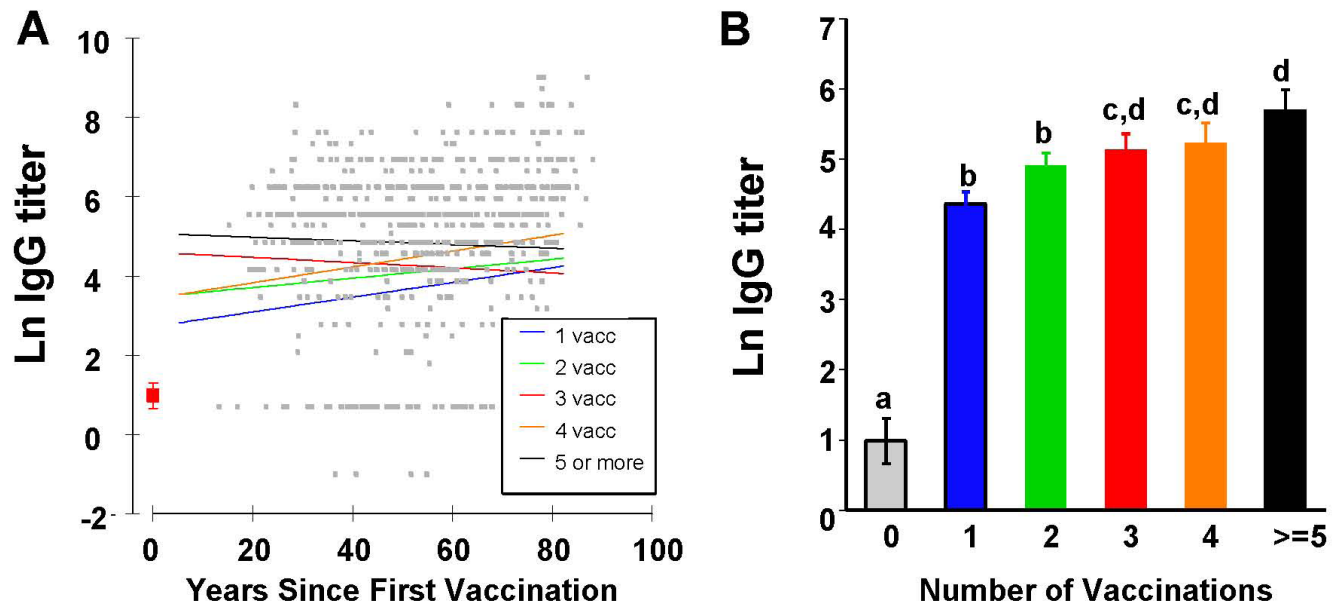 A
10
8
6
4
2
0
-2
Ln IgG titer
0 20 40 60 80 100
Years Since First Vaccination
1 vacc
2 vacc
3 vacc
4 vacc
5 or more
B
7
6
5
4
3
2
1
0
Ln IgG titer
a
b
b
c,d
c,d
d
0 1 2 3 4 >=5
Number of Vaccinations